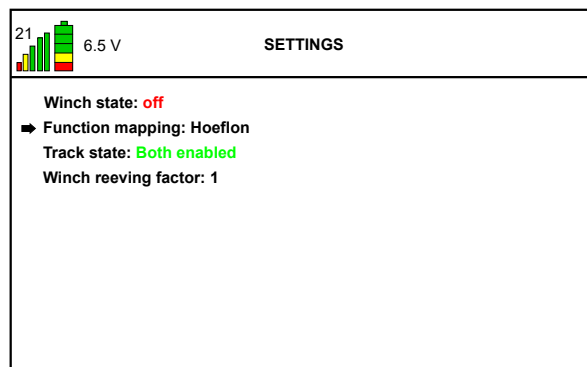 21
6.5 V
SETTINGS
Winch state: off
Function mapping: Hoeflon
Track state: Both enabled
Winch reeving factor: 1